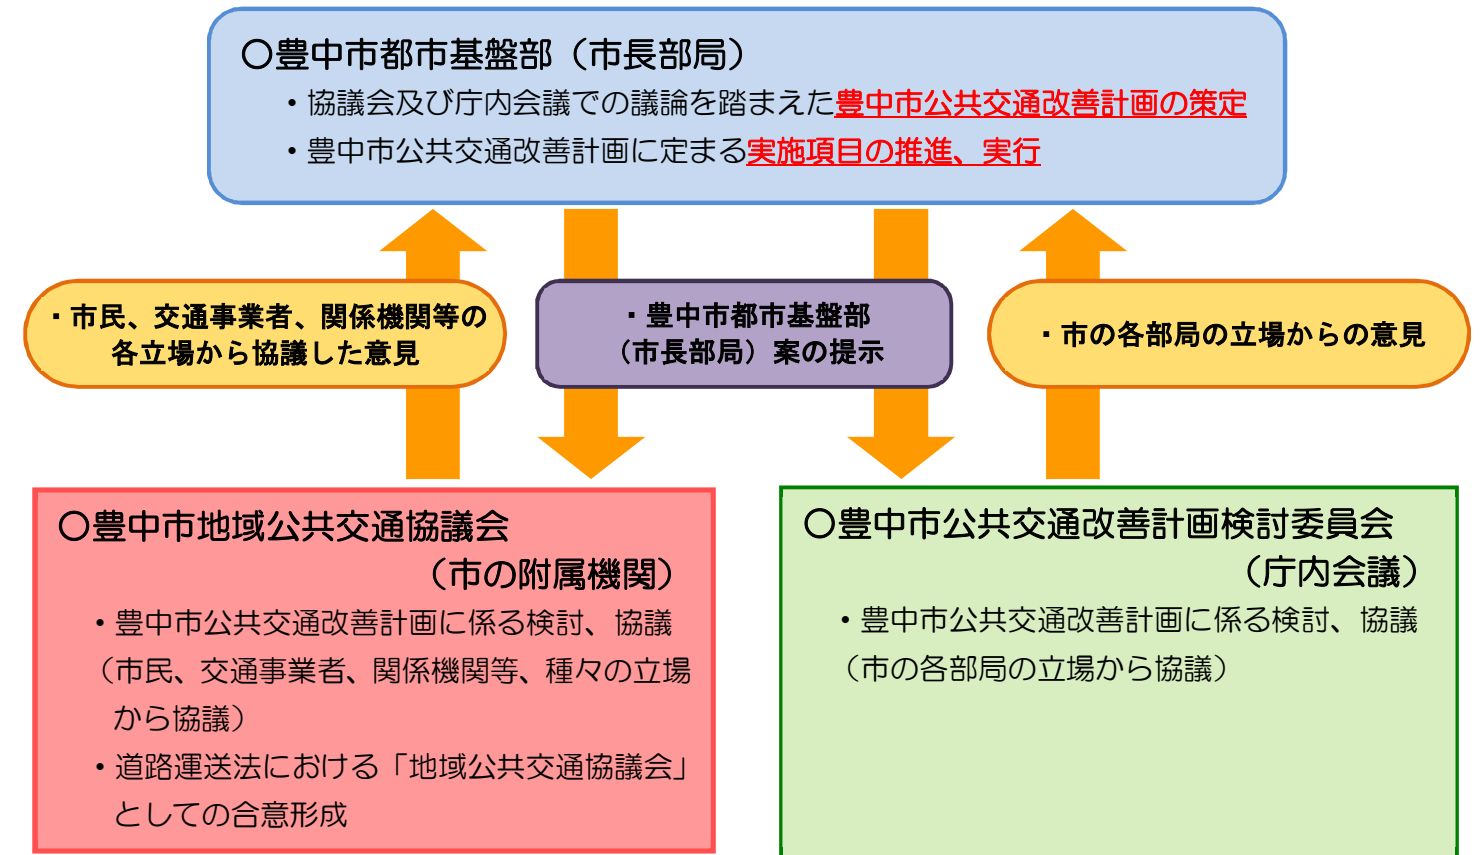 〇豊中市都市基盤部（市長部局）
・協議会及び庁内会議での議論を踏まえた豊中市公共交通改善計画の策定
・豊中市公共交通改善計画に定まる実施項目の推進、実行
・市民、交通事業者、関係機関等の
各立場から協議した意見
・豊中市都市基盤部
（市長部局）案の提示
・市の各部局の立場からの意見
〇豊中市地域公共交通協議会
（市の附属機関）
・豊中市公共交通改善計画に係る検討、協議
（市民、交通事業者、関係機関等、種々の立場
から協議）
・道路運送法における「地域公共交通協議会」
としての合意形成
〇豊中市公共交通改善計画検討委員会
（庁内会議）
・豊中市公共交通改善計画に係る検討、協議
（市の各部局の立場から協議）